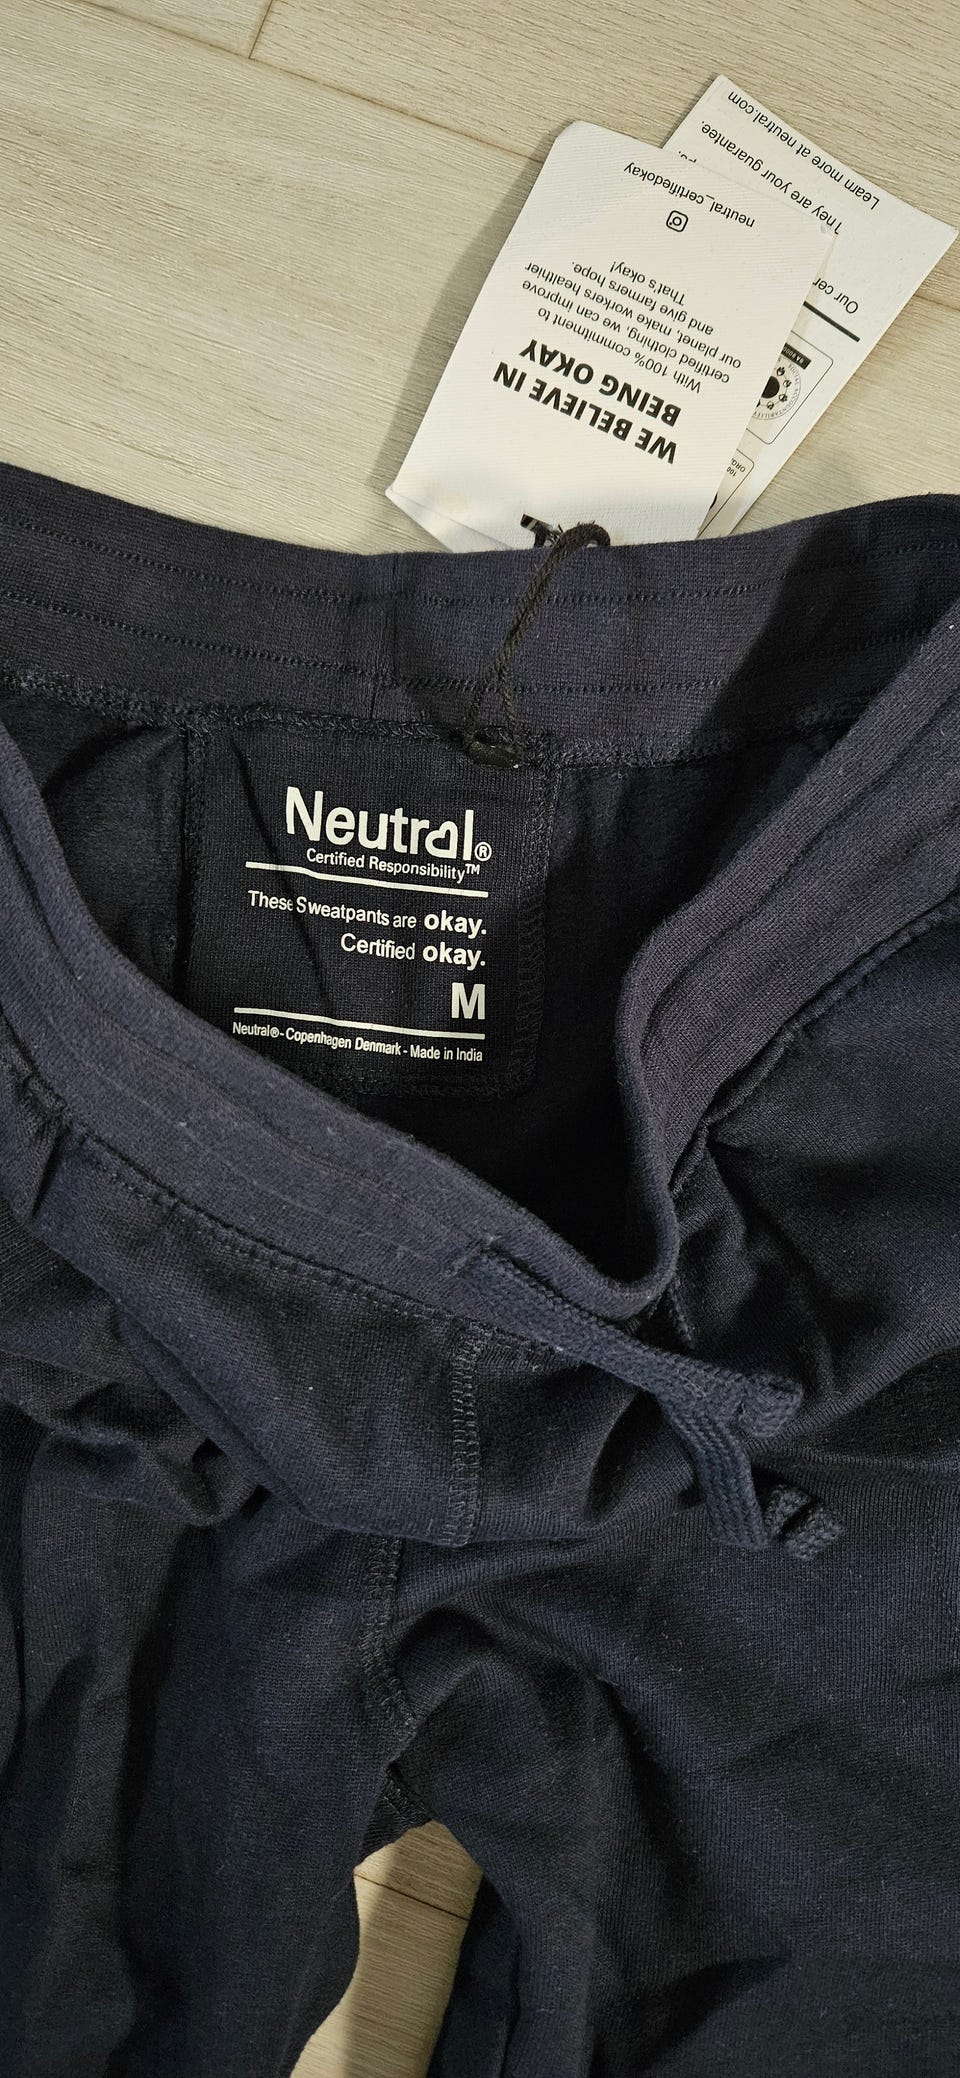 Neutral®
Certified Responsibility™
These Sweatpants are okay.
Certified okay.
M
Neutral® - Copenhagen Denmark - Made in India
WE BELIEVE IN
BEING OKAY
With 100% commitment to
certified clothing, we can improve
our planet, make workers healthier
and give farmers hope.
That's okay!
neutral_certifiedokay
Our
They are your guarantee.
Learn more at neutral.com